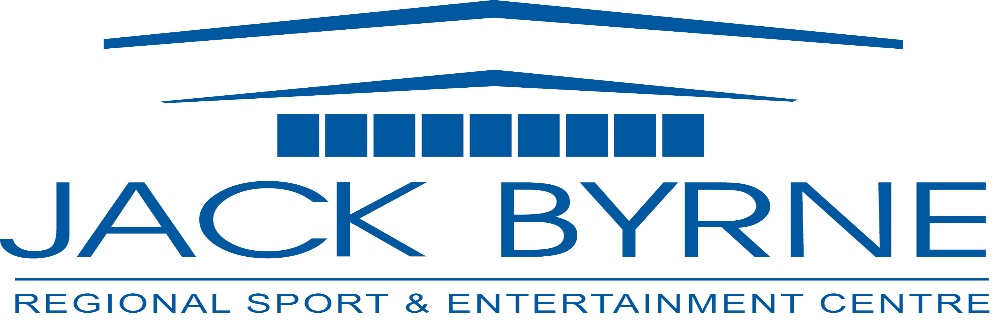 JACK BYRNE
REGIONAL SPORT & ENTERTAINMENT CENTRE